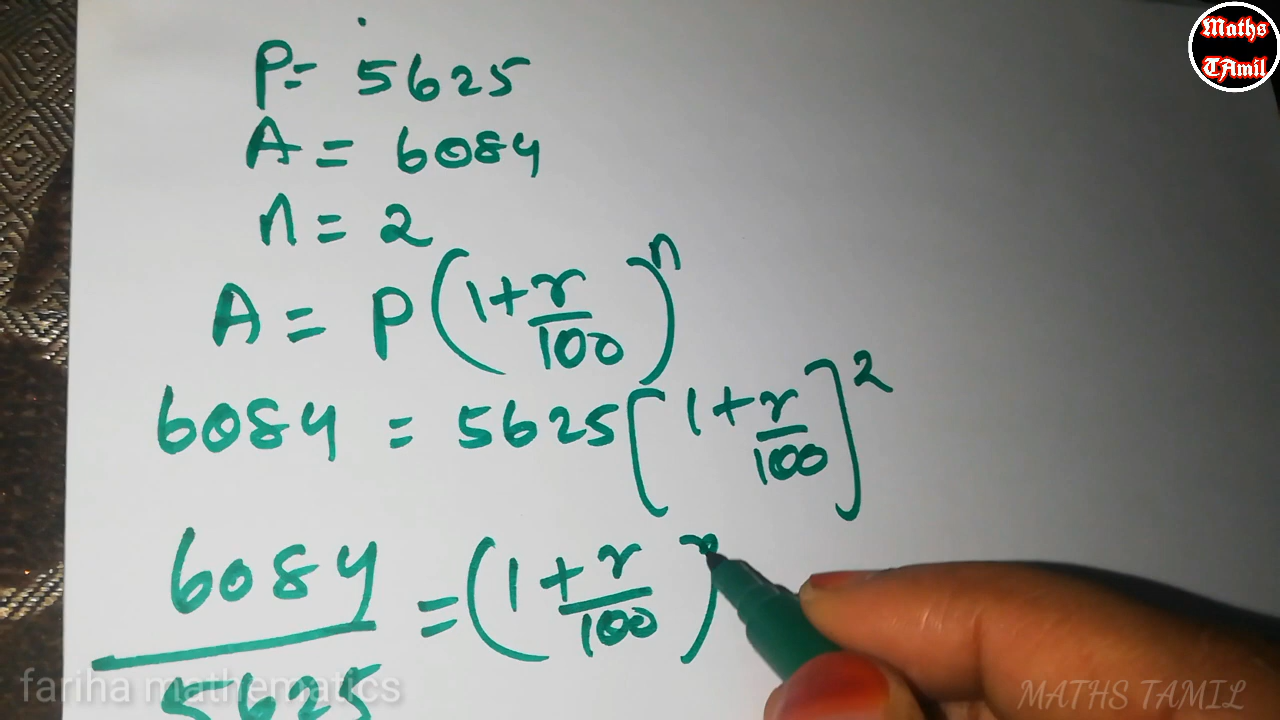 Maths
TAmil
P= 5625
A = 6084
n = 2
A = P(1+r/100)^n
6084 = 5625[1+r/100]^2
6084/5625 = (1+r/100)
fariha mathematics
MATHS TAMIL